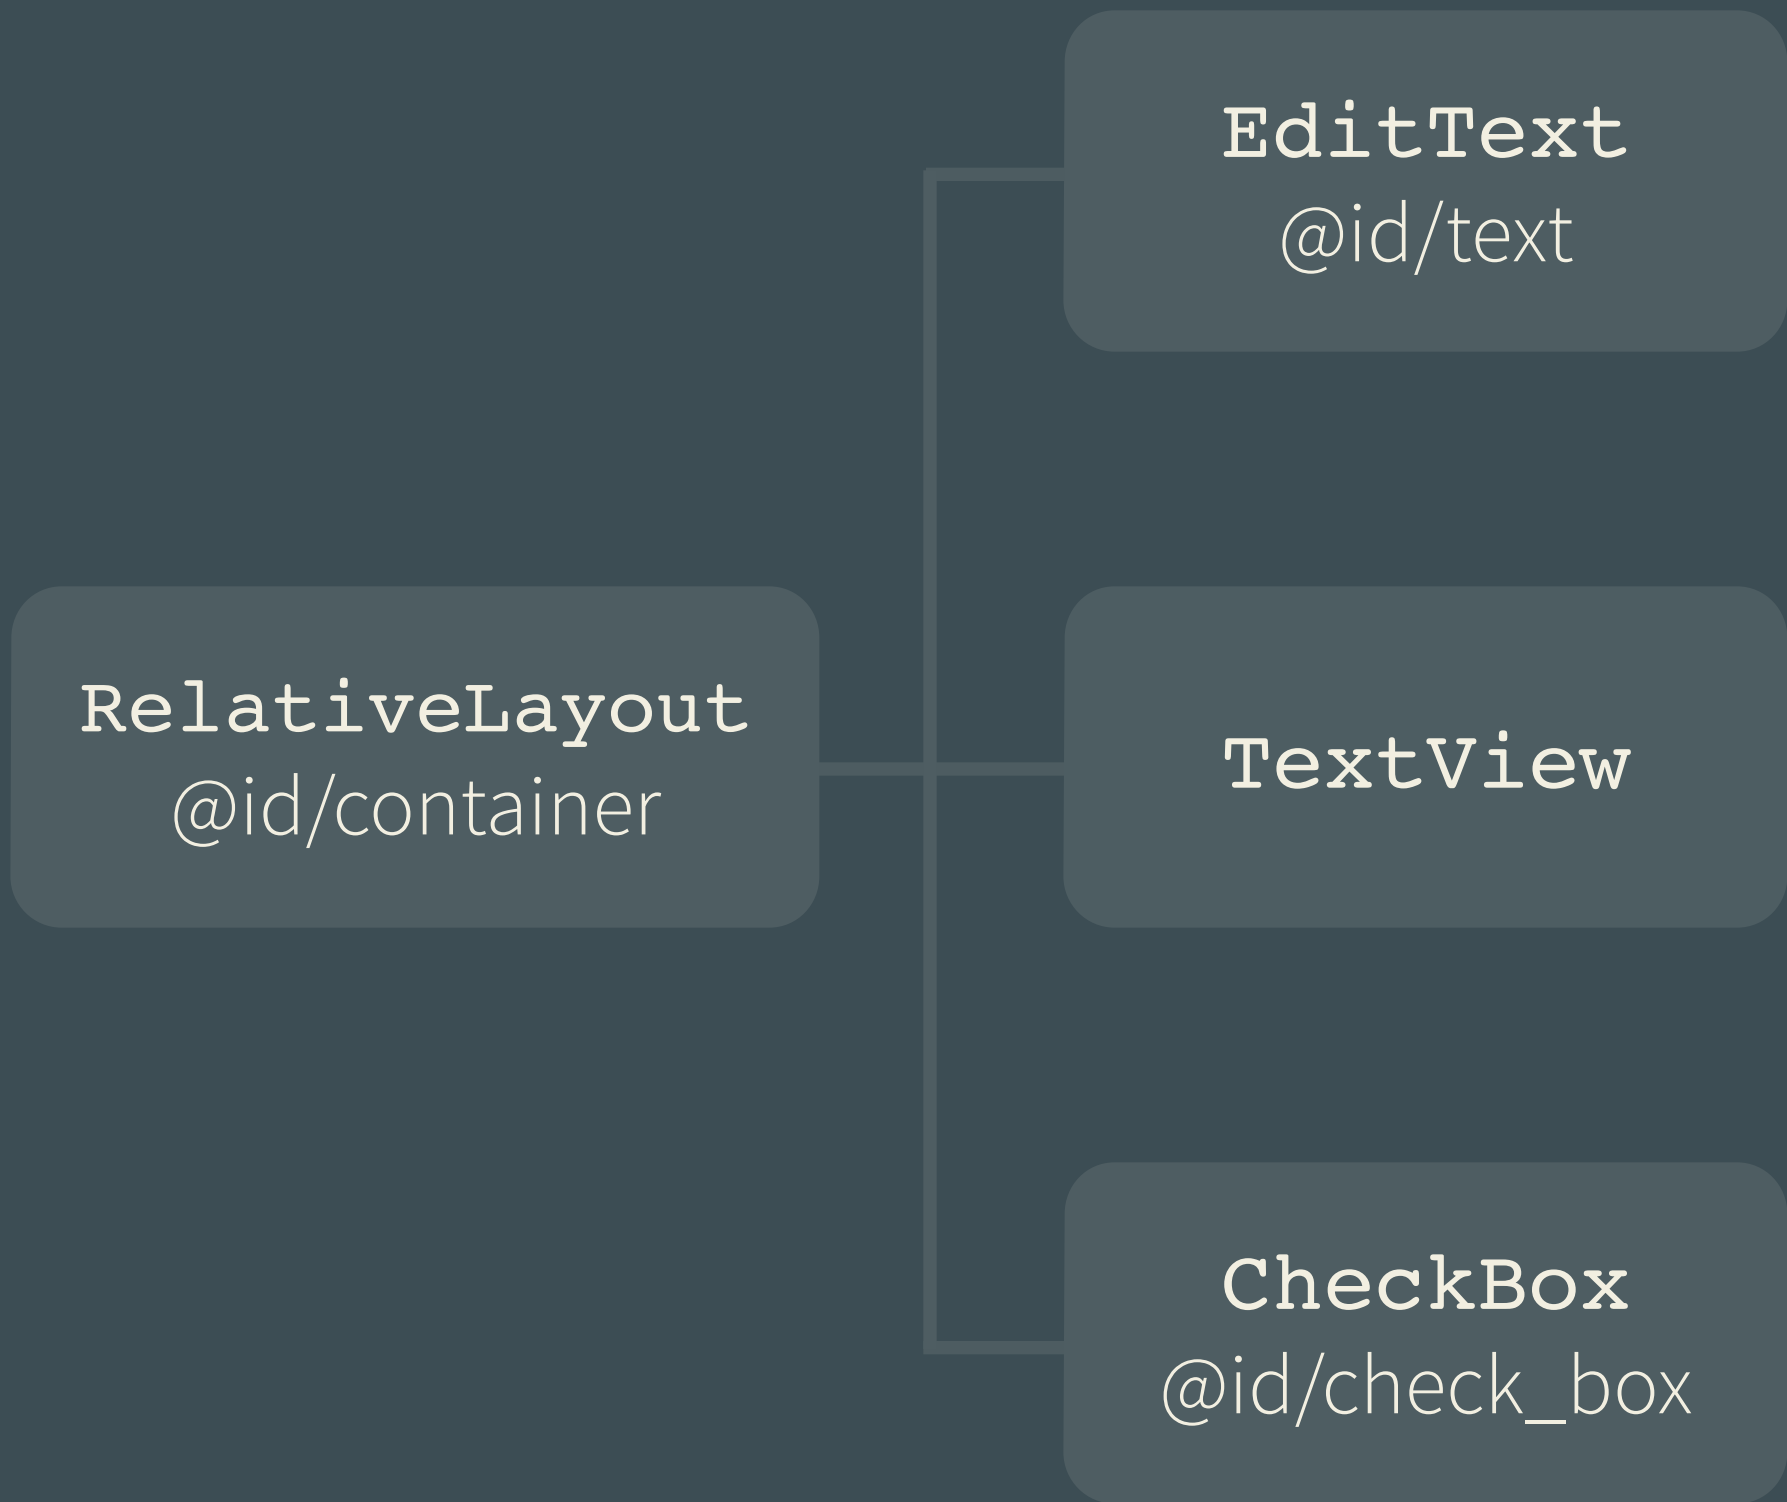 EditText
@id/text
RelativeLayout
@id/container
TextView
CheckBox
@id/check_box